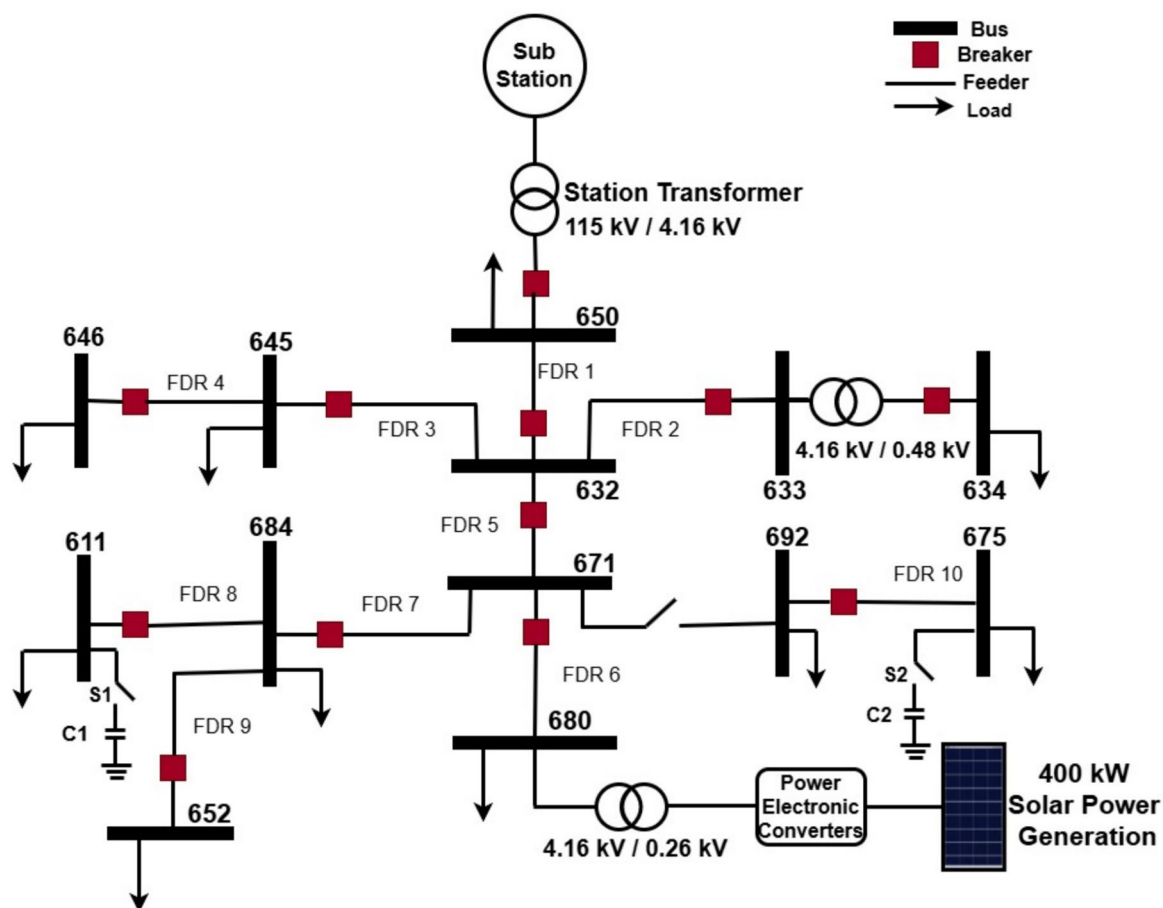 Sub
Station
Bus
Breaker
Feeder
Load
Station Transformer
115 kV / 4.16 kV
650
646
645
FDR 4
FDR 1
FDR 3
FDR 2
4.16 kV / 0.48 kV
632
633
634
FDR 5
611
684
671
692
675
FDR 8
FDR 7
FDR 10
FDR 6
S1
S2
C1
C2
FDR 9
680
652
4.16 kV / 0.26 kV
Power
Electronic
Converters
400 kW
Solar Power
Generation